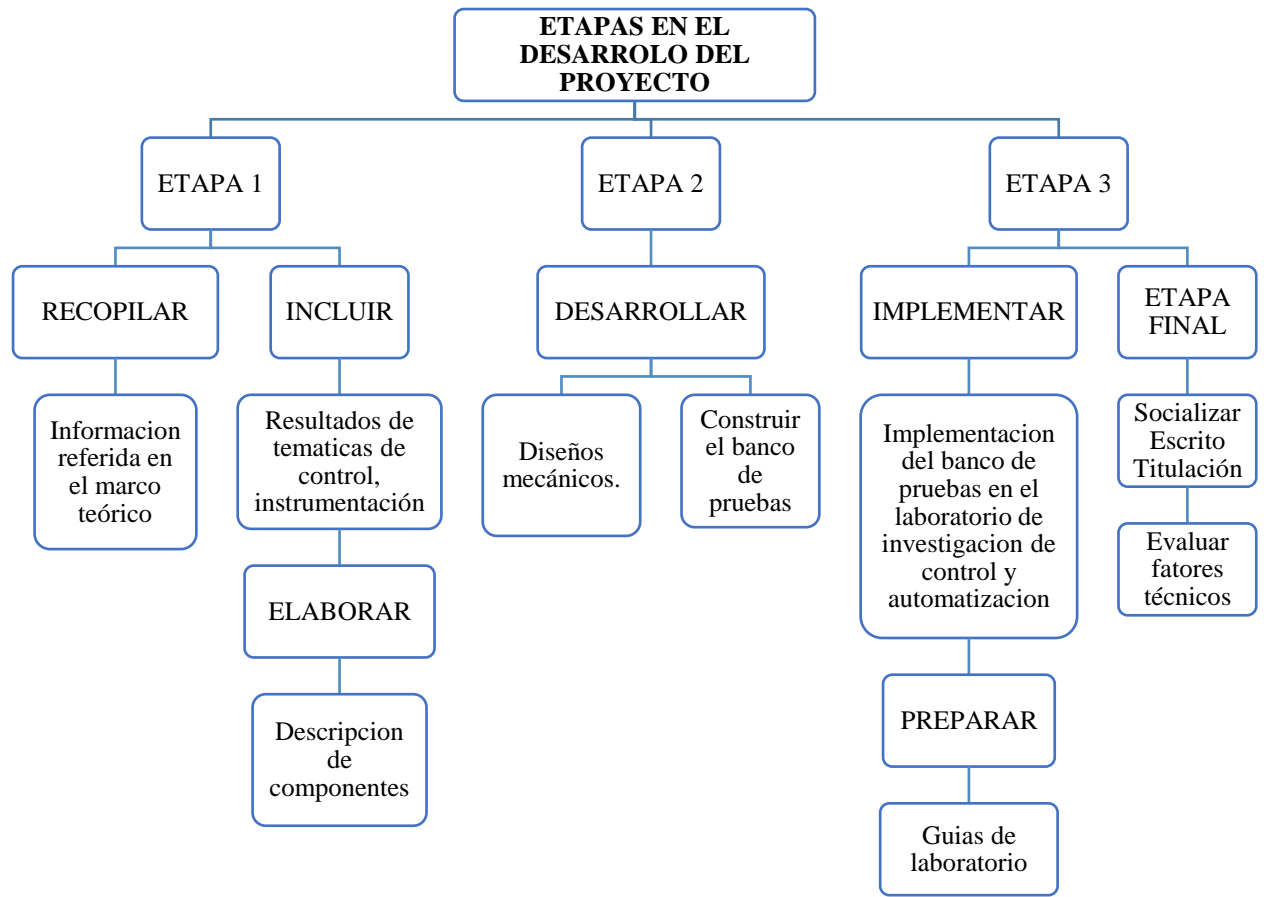 ETAPAS EN EL
DESARROLO DEL
PROYECTO
ETAPA 1
ETAPA 2
ETAPA 3
RECOPILAR
INCLUIR
DESARROLLAR
IMPLEMENTAR
ETAPA
FINAL
Informacion
referida en
el marco
teórico
Resultados de
tematicas de
control,
instrumentación
Diseños
mecánicos.
Construir
el banco
de
pruebas
Implementacion
del banco de
pruebas en el
laboratorio de
investigacion de
control y
automatizacion
Socializar
Escrito
Titulación
Evaluar
fatores
técnicos
ELABORAR
PREPARAR
Descripcion
de
componentes
Guias de
laboratorio